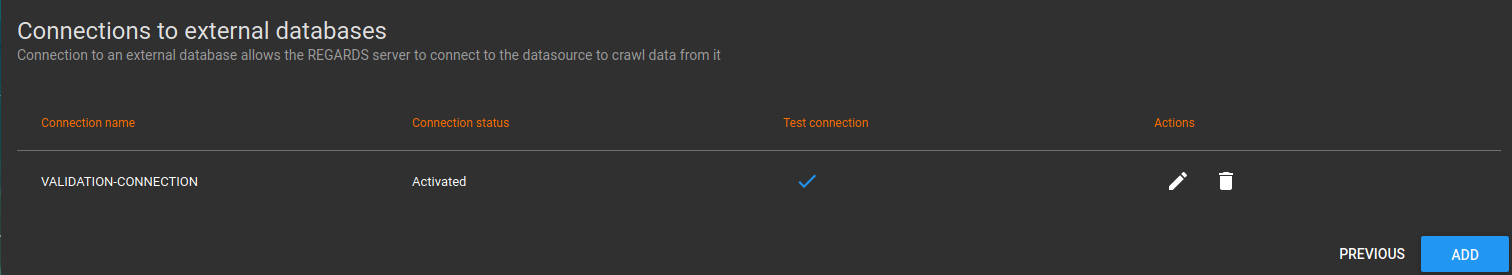 Connections to external databases
Connection to an external database allows the REGARDS server to connect to the datasource to crawl data from it
Connection name Connection status Test connection Actions
VALIDATION-CONNECTION Activated
PREVIOUS ADD